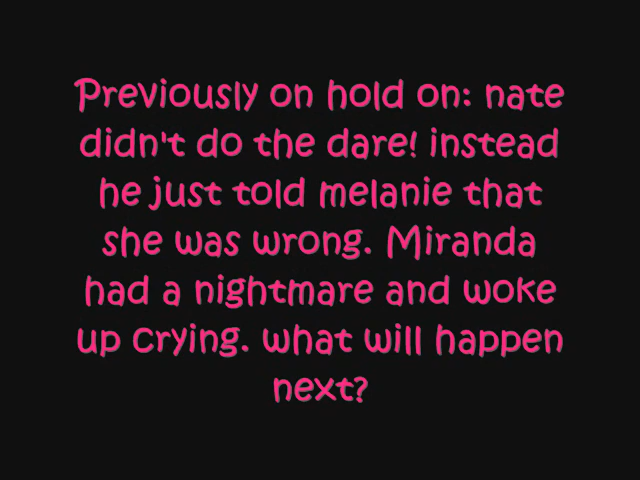 Previously on hold on: nate
didn't do the dare! instead
he just told melanie that
she was wrong. Miranda
had a nightmare and woke
up crying. what will happen
next?